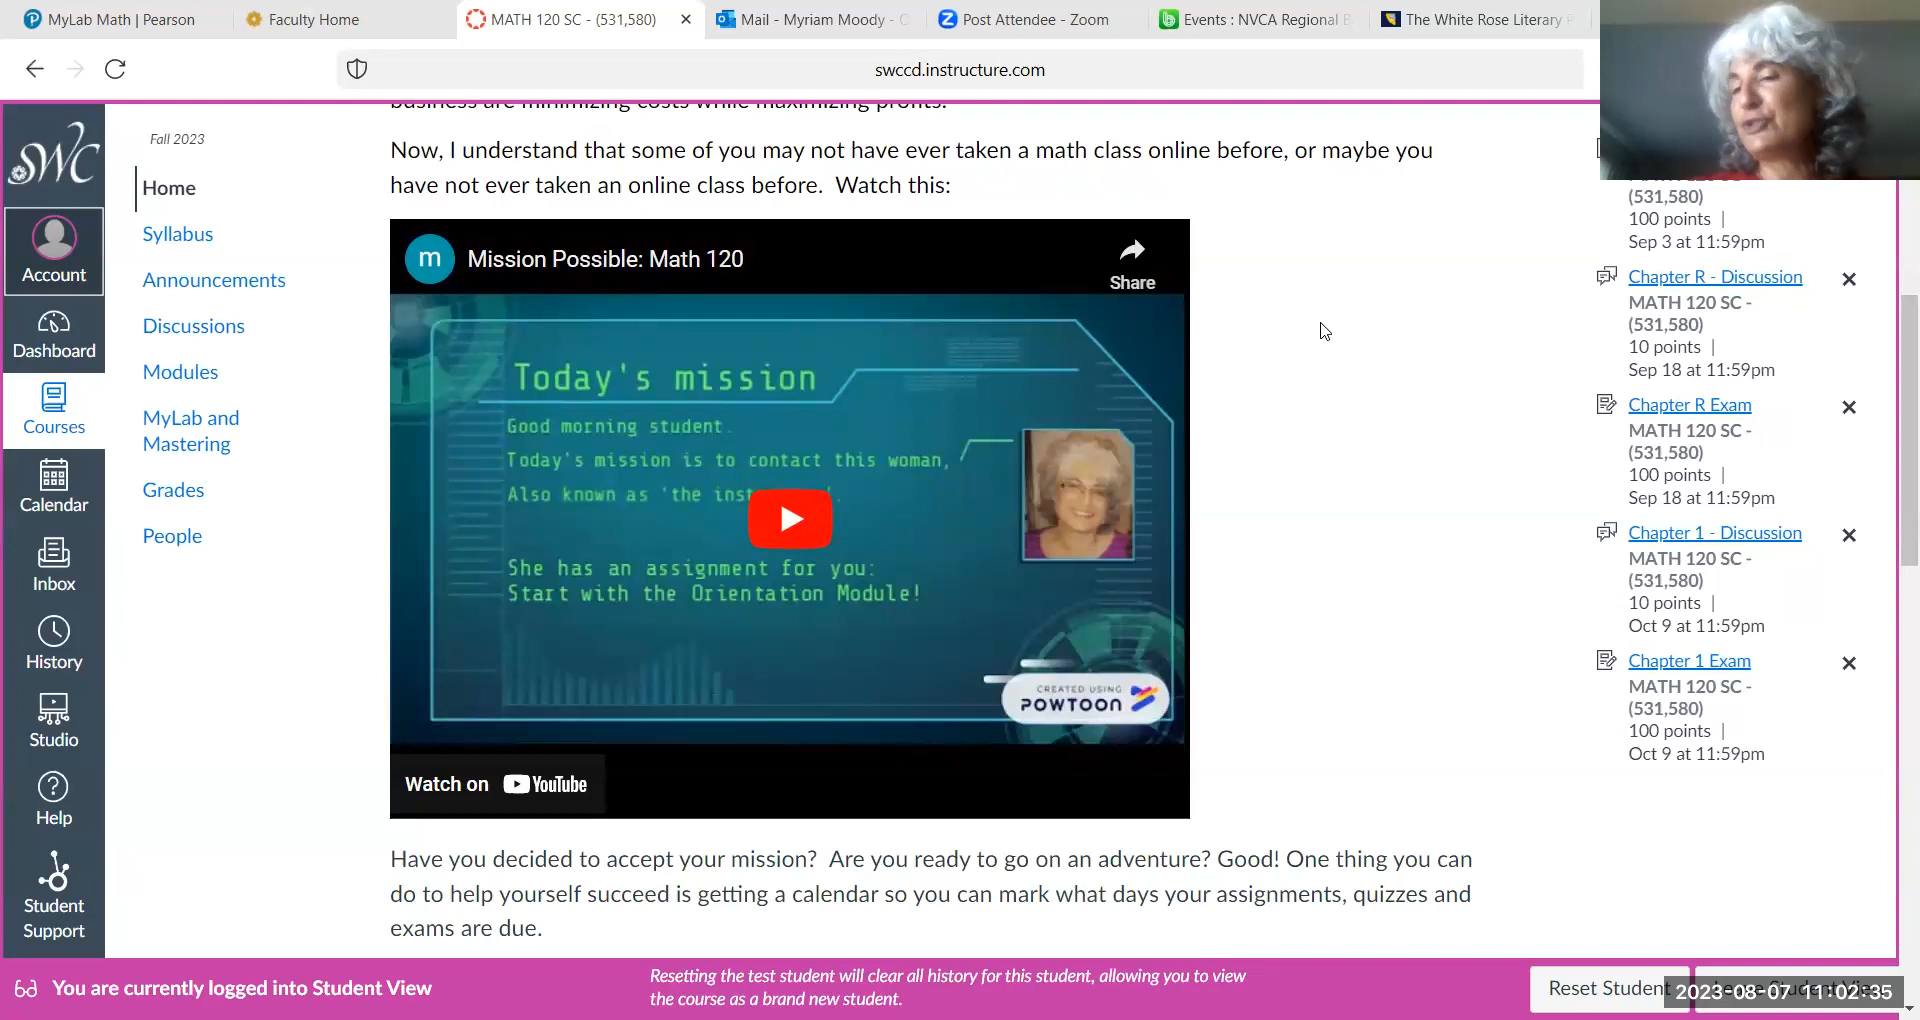 MyLab Math | Pearson
Faculty Home
MATH 120 SC - (531,580)
Mail - Myriam Moody -
Post Attendee - Zoom
Events : NVCA Regional
The White Rose Literary
swccd.instructure.com
SWC
Account
Dashboard
Courses
Calendar
Inbox
History
Studio
Help
Student
Support
Fall 2023
Home
Syllabus
Announcements
Discussions
Modules
MyLab and
Mastering
Grades
People
business are minimizing costs while maximizing profits.
Now, I understand that some of you may not have ever taken a math class online before, or maybe you
have not ever taken an online class before.  Watch this:
m
Mission Possible: Math 120
Share
Today's mission
Good morning student.
Today's mission is to contact this woman,
Also known as 'the
She has an assignment for you:
Start with the Orientation Module!
CREATED USING
POWTOON
Watch on YouTube
Have you decided to accept your mission?  Are you ready to go on an adventure? Good! One thing you can
do to help yourself succeed is getting a calendar so you can mark what days your assignments, quizzes and
exams are due.
(531,580)
100 points |
Sep 3 at 11:59pm
Chapter R - Discussion
MATH 120 SC -
(531,580)
10 points |
Sep 18 at 11:59pm
Chapter R Exam
MATH 120 SC -
(531,580)
100 points |
Sep 18 at 11:59pm
Chapter 1 - Discussion
MATH 120 SC -
(531,580)
10 points |
Oct 9 at 11:59pm
Chapter 1 Exam
MATH 120 SC -
(531,580)
100 points |
Oct 9 at 11:59pm
You are currently logged into Student View
Resetting the test student will clear all history for this student, allowing you to view
the course as a brand new student.
Reset Student
2023-08-07 11:02:35